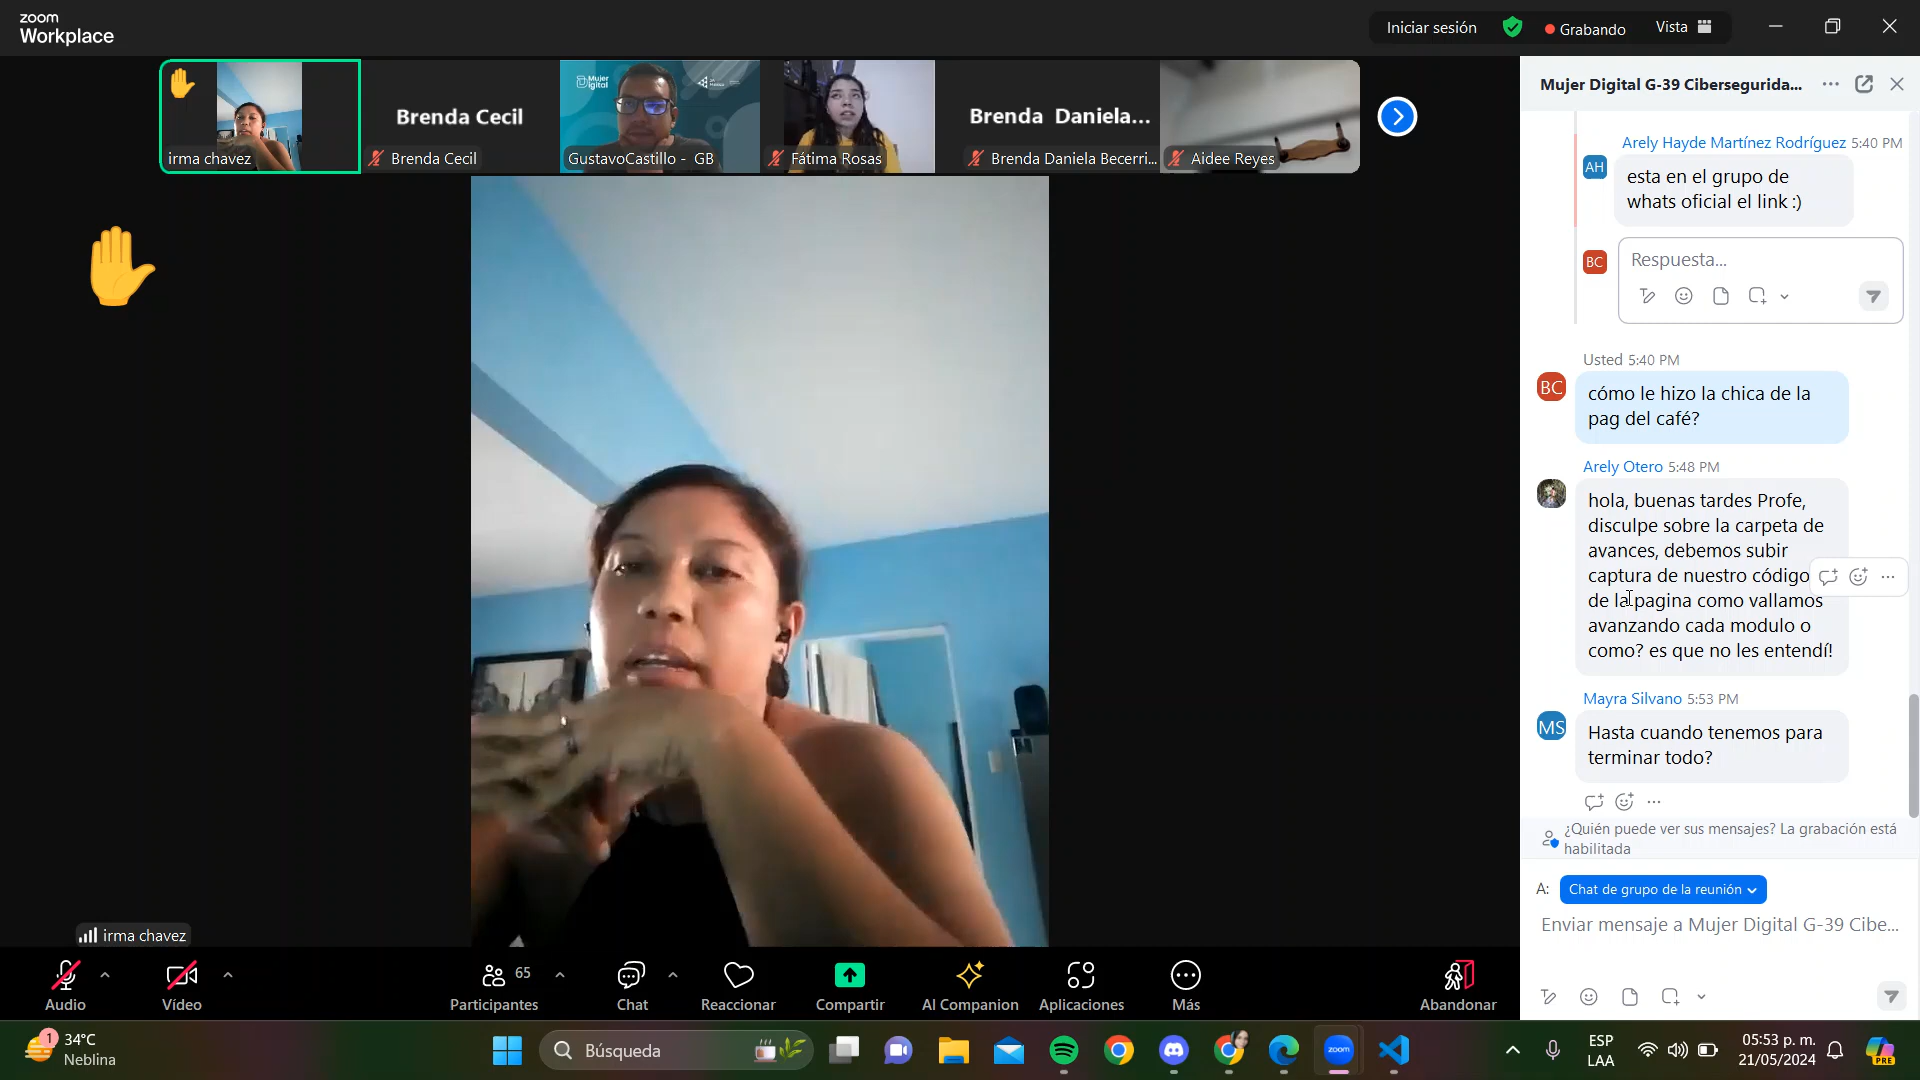 zoom
Workplace
Iniciar sesión
Grabando
Vista
irma chavez
Brenda Cecil
Brenda Cecil
Mujer
Digital
GustavoCastillo - GB
Fátima Rosas
Brenda Daniela...
Brenda Daniela Becerri...
Aidee Reyes
irma chavez
Mujer Digital G-39 Cibersegurida...
Arely Hayde Martínez Rodríguez 5:40 PM
AH
esta en el grupo de
whats oficial el link :)
BC
Respuesta...
Usted 5:40 PM
BC
cómo le hizo la chica de la
pag del café?
Arely Otero 5:48 PM
hola, buenas tardes Profe,
disculpe sobre la carpeta de
avances, debemos subir
captura de nuestro código
de la pagina como vallamos
avanzando cada modulo o
como? es que no les entendí!
Mayra Silvano 5:53 PM
MS
Hasta cuando tenemos para
terminar todo?
¿Quién puede ver sus mensajes? La grabación está
habilitada
A: Chat de grupo de la reunión
Enviar mensaje a Mujer Digital G-39 Cibe...
Audio
Vídeo
65
Participantes
Chat
Reaccionar
Compartir
AI Companion
Aplicaciones
Más
Abandonar
1
34°C
Neblina
Búsqueda
zoom
ESP
LAA
05:53 p. m.
21/05/2024
PRE